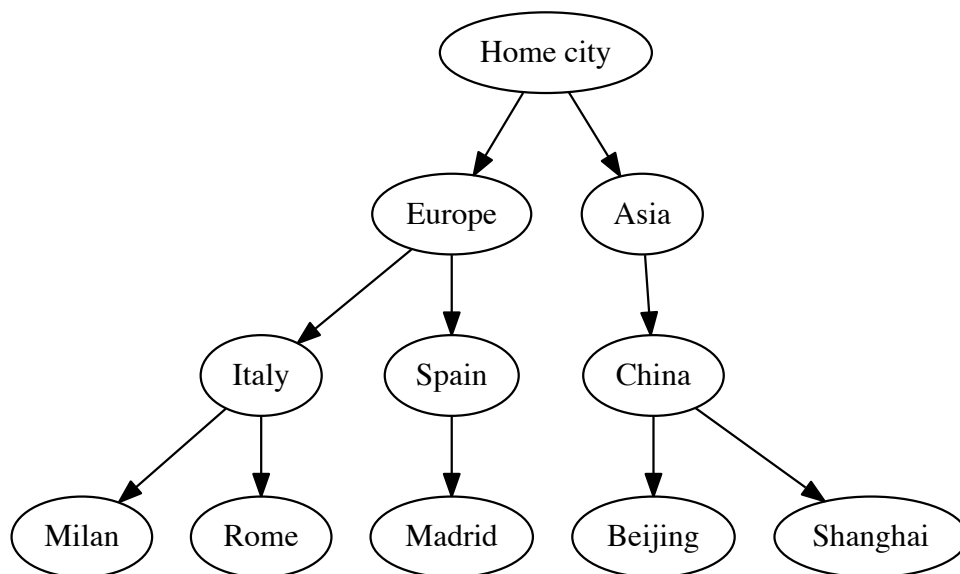 Home city
Europe
Asia
Italy
Spain
China
Milan
Rome
Madrid
Beijing
Shanghai